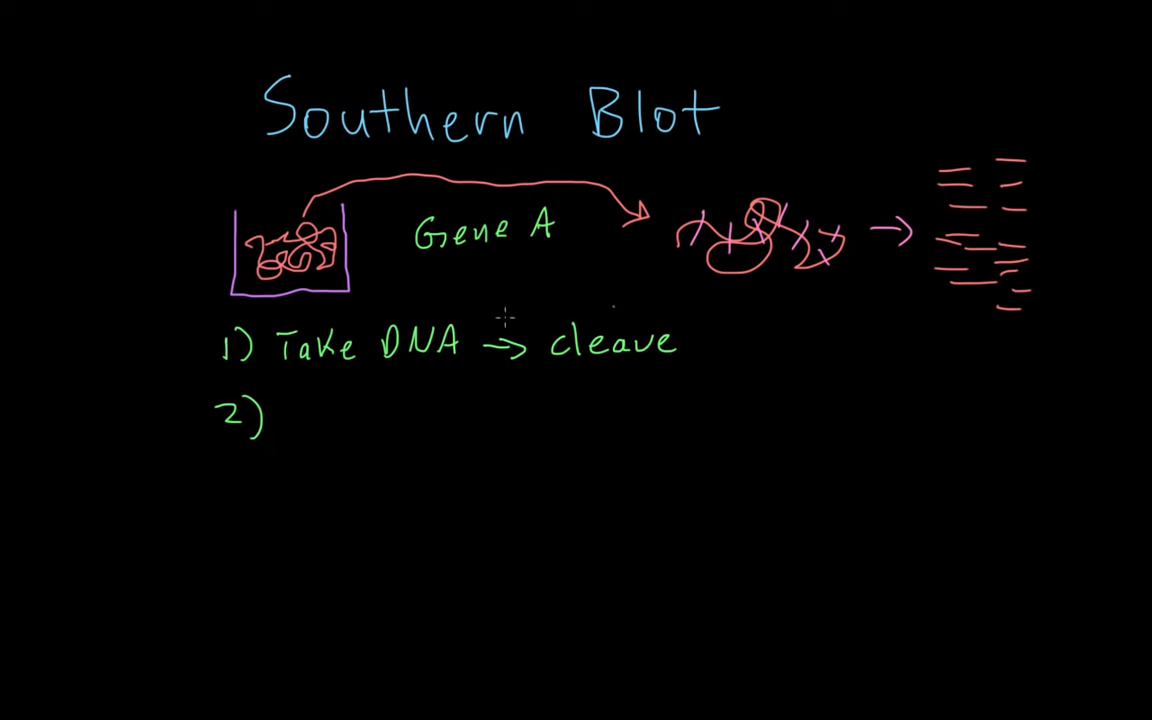 Southern Blot
Gene A
1) Take DNA → cleave
2)